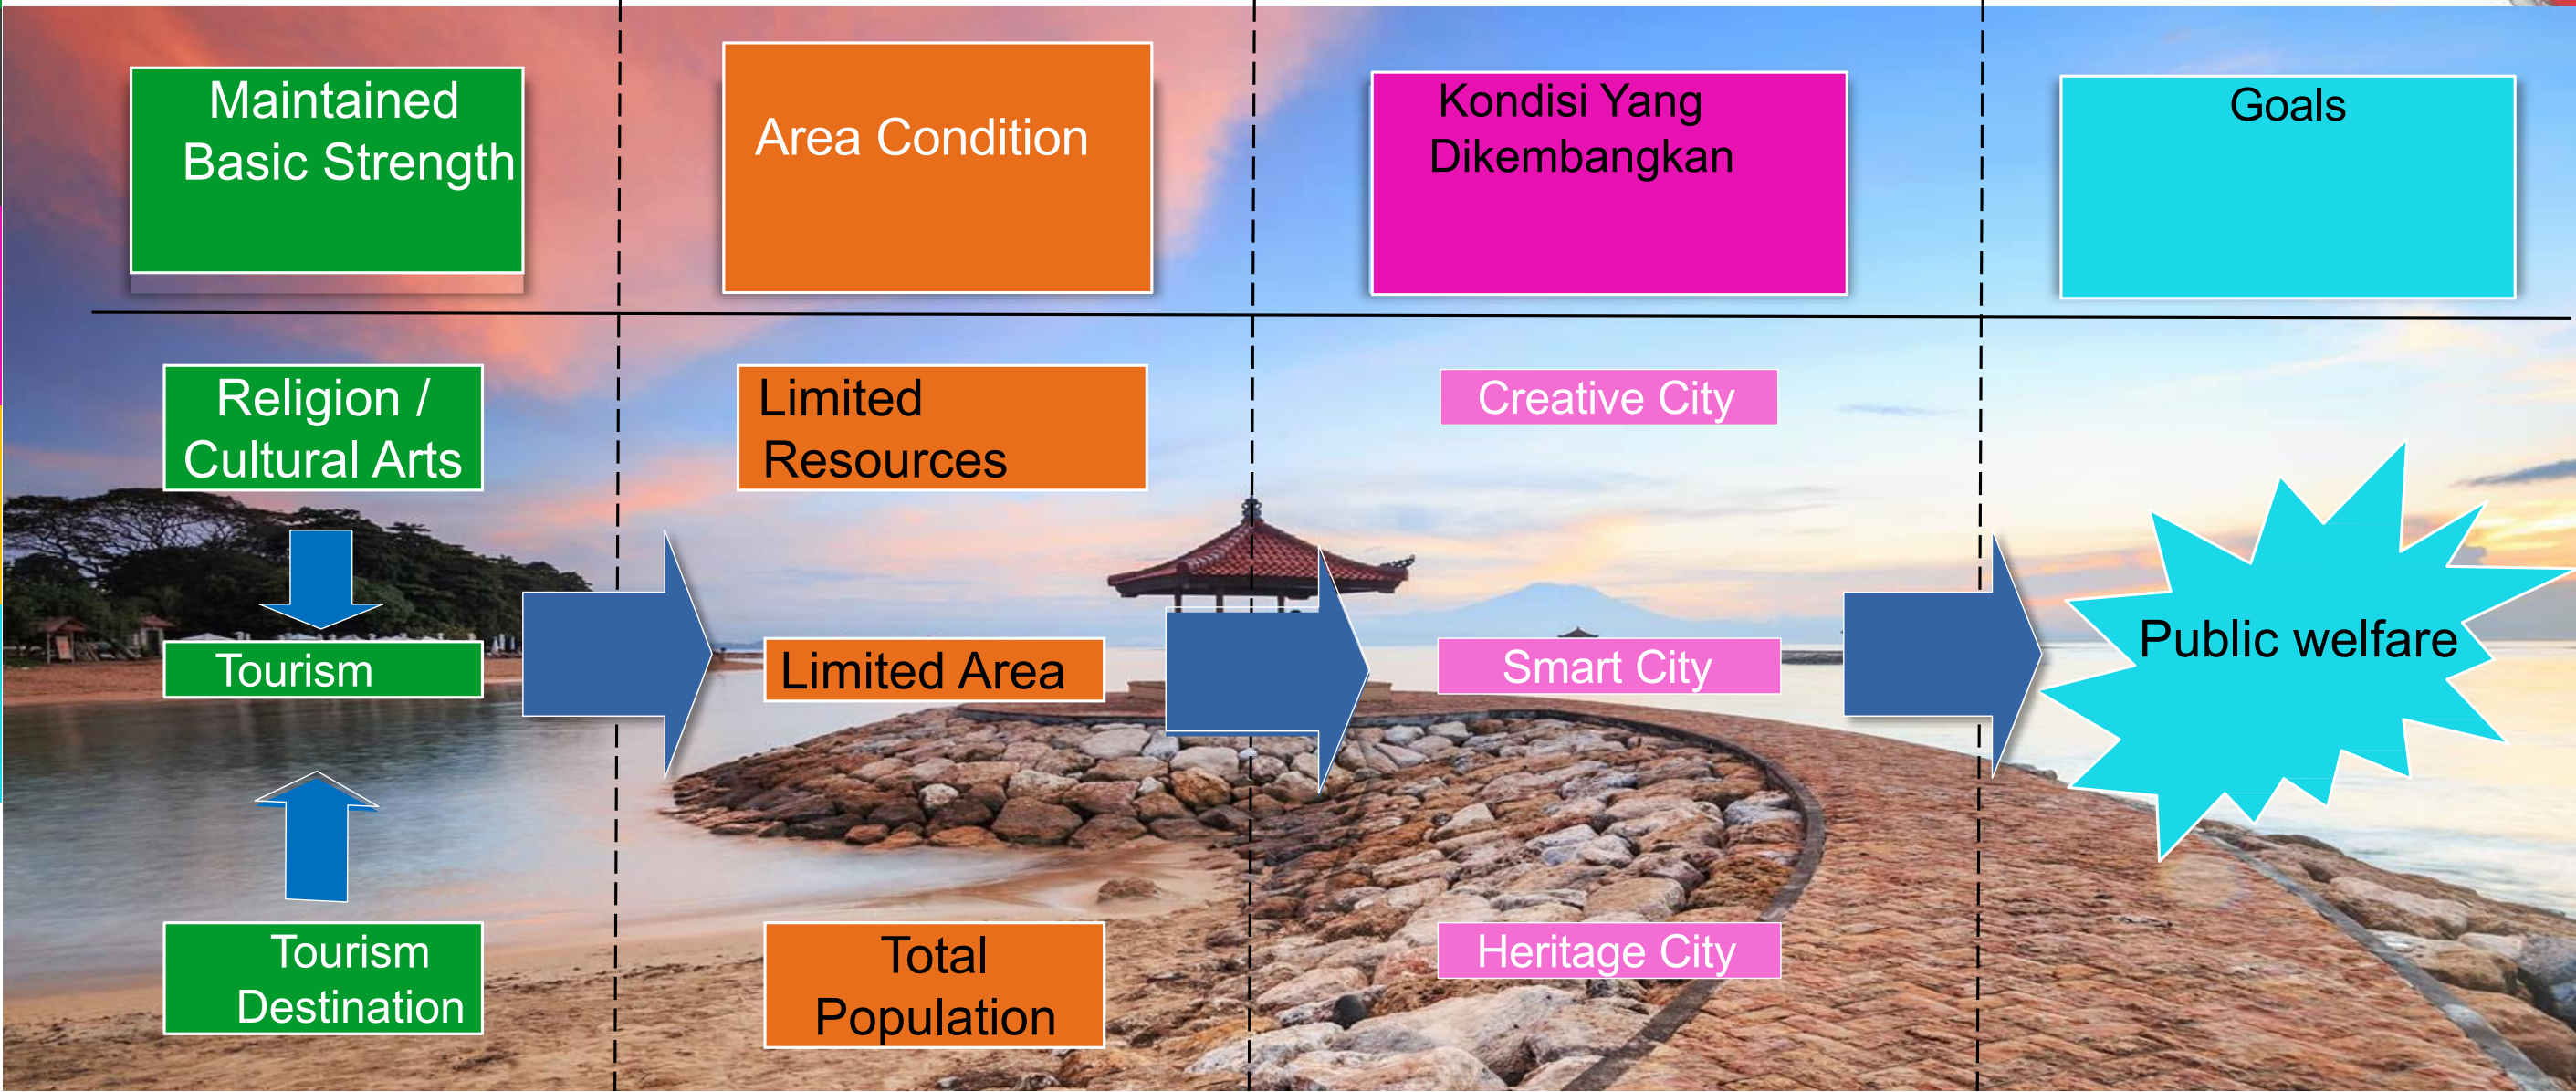 Maintained
Basic Strength
Area Condition
Kondisi Yang
Dikembangkan
Goals
Religion /
Cultural Arts
Tourism
Tourism
Destination
Limited
Resources
Limited Area
Total
Population
Creative City
Smart City
Heritage City
Public welfare